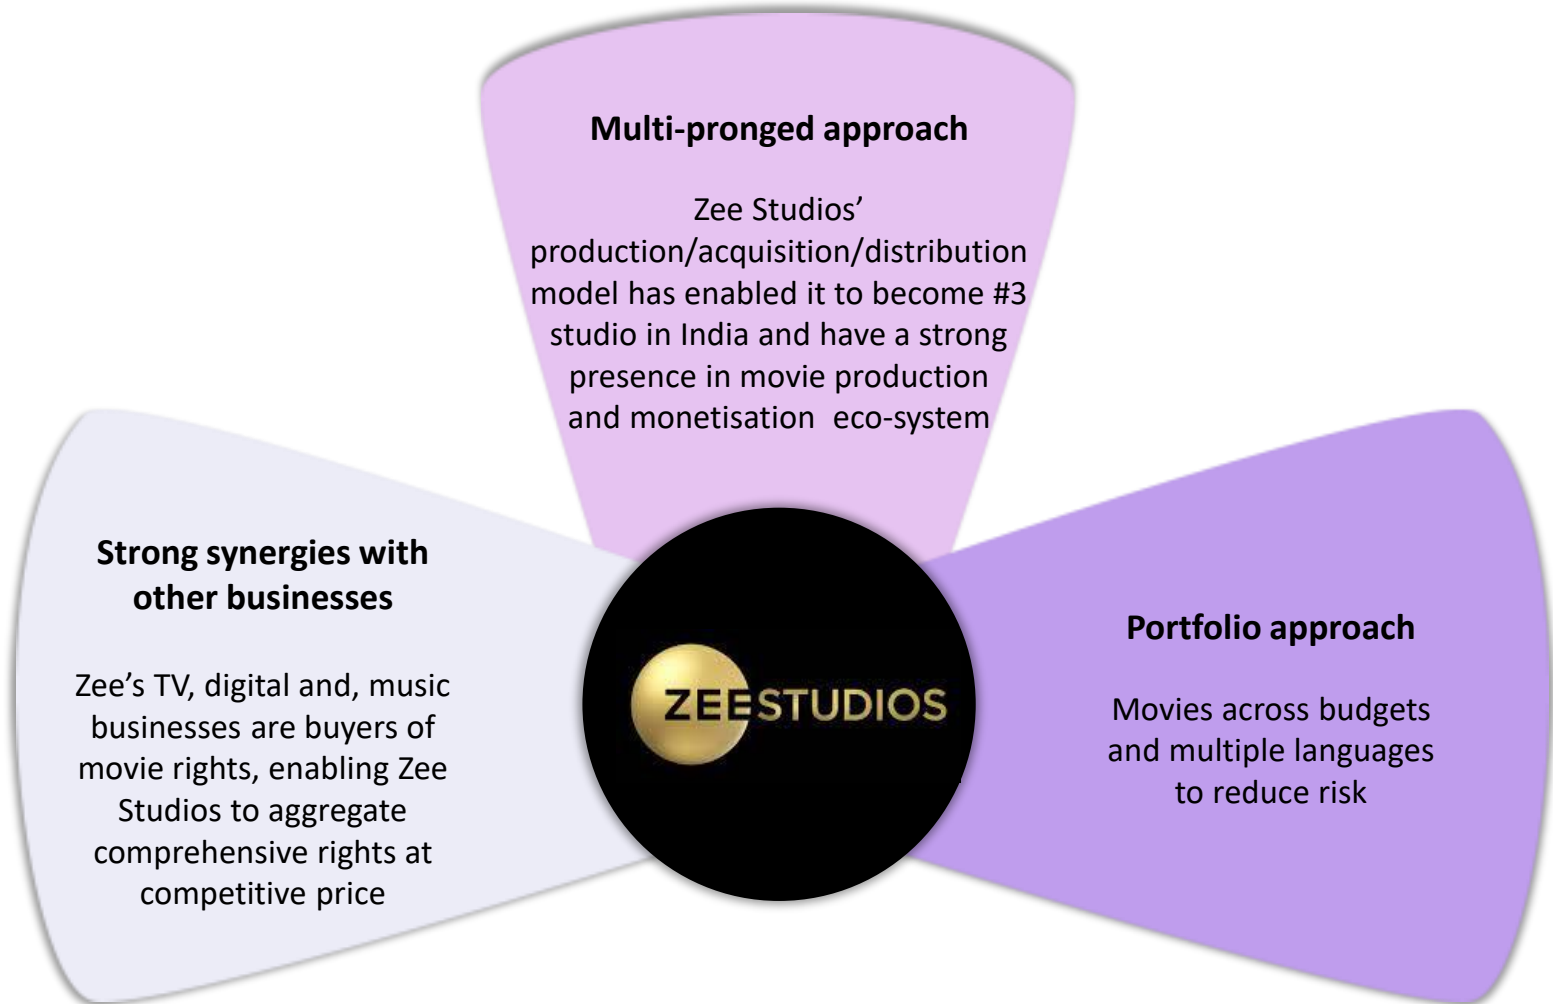 Multi-pronged approach
Zee Studios’
production/acquisition/distribution
model has enabled it to become #3
studio in India and have a strong
presence in movie production
and monetisation  eco-system
Strong synergies with
other businesses
Zee’s TV, digital and, music
businesses are buyers of
movie rights, enabling Zee
Studios to aggregate
comprehensive rights at
competitive price
ZEESTUDIOS
Portfolio approach
Movies across budgets
and multiple languages
to reduce risk